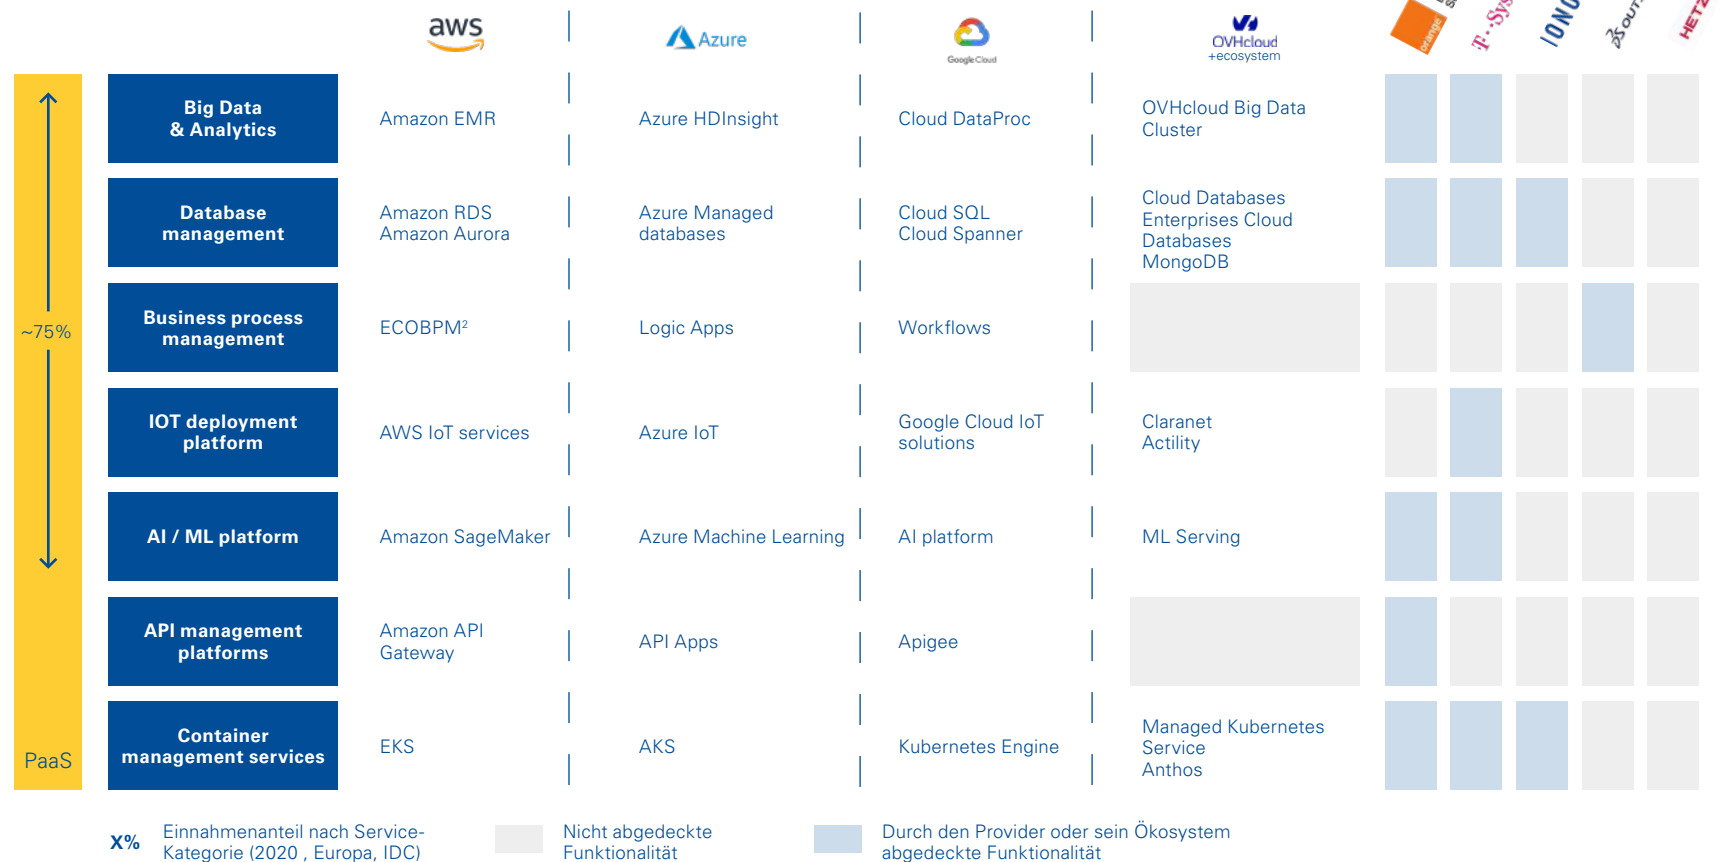 aws
Azure
Google Cloud
OVHcloud
+ecosystem
orange
T··Sys
IONO
HETZ
Big Data
& Analytics
Amazon EMR
Azure HDInsight
Cloud DataProc
OVHcloud Big Data
Cluster
Database
management
Amazon RDS
Amazon Aurora
Azure Managed
databases
Cloud SQL
Cloud Spanner
Cloud Databases
Enterprises Cloud
Databases
MongoDB
~75%
Business process
management
ECOBPM²
Logic Apps
Workflows
IOT deployment
platform
AWS IoT services
Azure IoT
Google Cloud IoT
solutions
Claranet
Actility
AI / ML platform
Amazon SageMaker
Azure Machine Learning
AI platform
ML Serving
API management
platforms
Amazon API
Gateway
API Apps
Apigee
PaaS
Container
management services
EKS
AKS
Kubernetes Engine
Managed Kubernetes
Service
Anthos
X%
Einnahmenanteil nach Service-
Kategorie (2020 , Europa, IDC)
Nicht abgedeckte
Funktionalität
Durch den Provider oder sein Ökosystem
abgedeckte Funktionalität